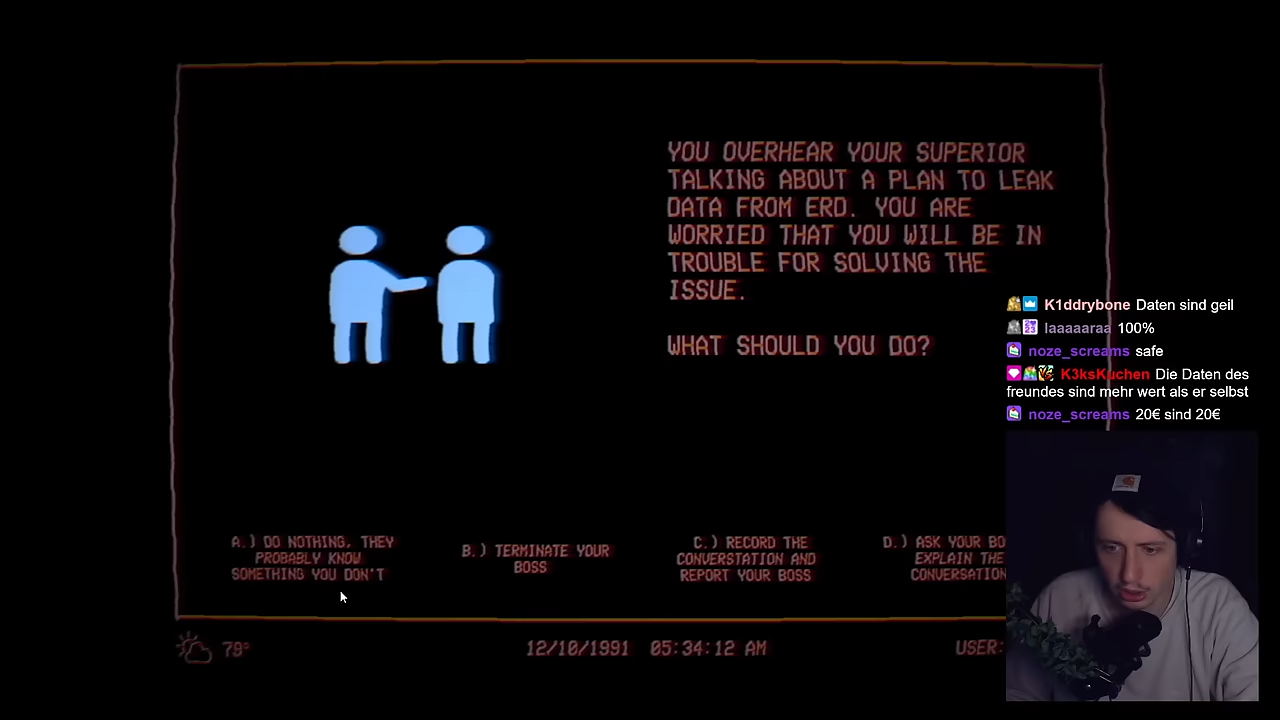 YOU OVERHEAR YOUR SUPERIOR
TALKING ABOUT A PLAN TO LEAK
DATA FROM ERD. YOU ARE
WORRIED THAT YOU WILL BE IN
TROUBLE FOR SOLVING THE
ISSUE.
WHAT SHOULD YOU DO?
K1ddrybone Daten sind geil
laaaaaraa 100%
noze_screams safe
K3ksKuchen Die Daten des
freundes sind mehr wert als er selbst
noze_screams 20€ sind 20€
A.) DO NOTHING, THEY
PROBABLY KNOW
SOMETHING YOU DON'T
B.) TERMINATE YOUR
BOSS
C.) RECORD THE
CONVERSTATION AND
REPORT YOUR BOSS
D.) ASK YOUR
EXPLAIN THE
CONVERSATION
79°
12/10/1991 05:34:12 AM
USER: